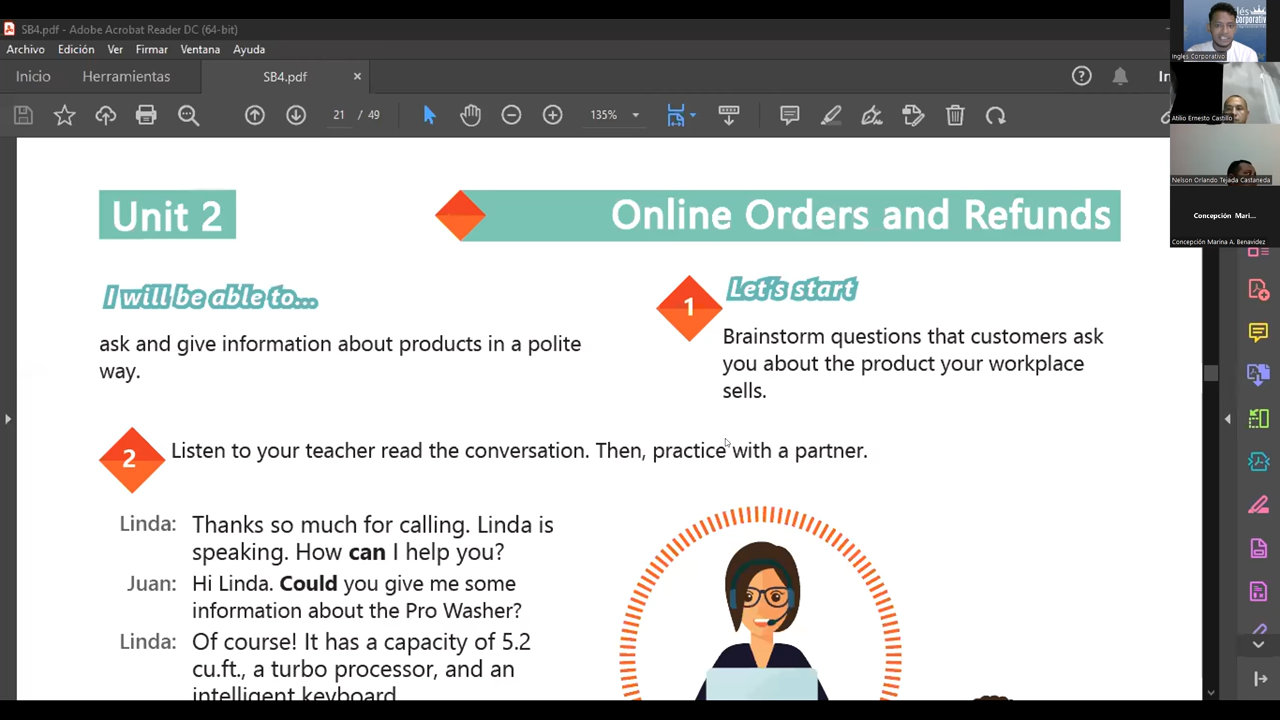 SB4.pdf - Adobe Acrobat Reader DC (64-bit)
Archivo Edición Ver Firmar Ventana Ayuda
Inicio Herramientas SB4.pdf
21 / 49 135%
Unit 2
Online Orders and Refunds
I will be able to...
ask and give information about products in a polite
way.
1
Let's start
Brainstorm questions that customers ask
you about the product your workplace
sells.
2
Listen to your teacher read the conversation. Then, practice with a partner.
Linda: Thanks so much for calling. Linda is
speaking. How can I help you?
Juan: Hi Linda. Could you give me some
information about the Pro Washer?
Linda: Of course! It has a capacity of 5.2
cu.ft., a turbo processor, and an
intelligent keyboard.
Ingles Corporativo
Atilio Ernesto Castillo
Nelson Orlando Tejada Castaneda
Concepción Mari...
Concepción Marina A. Benavidez